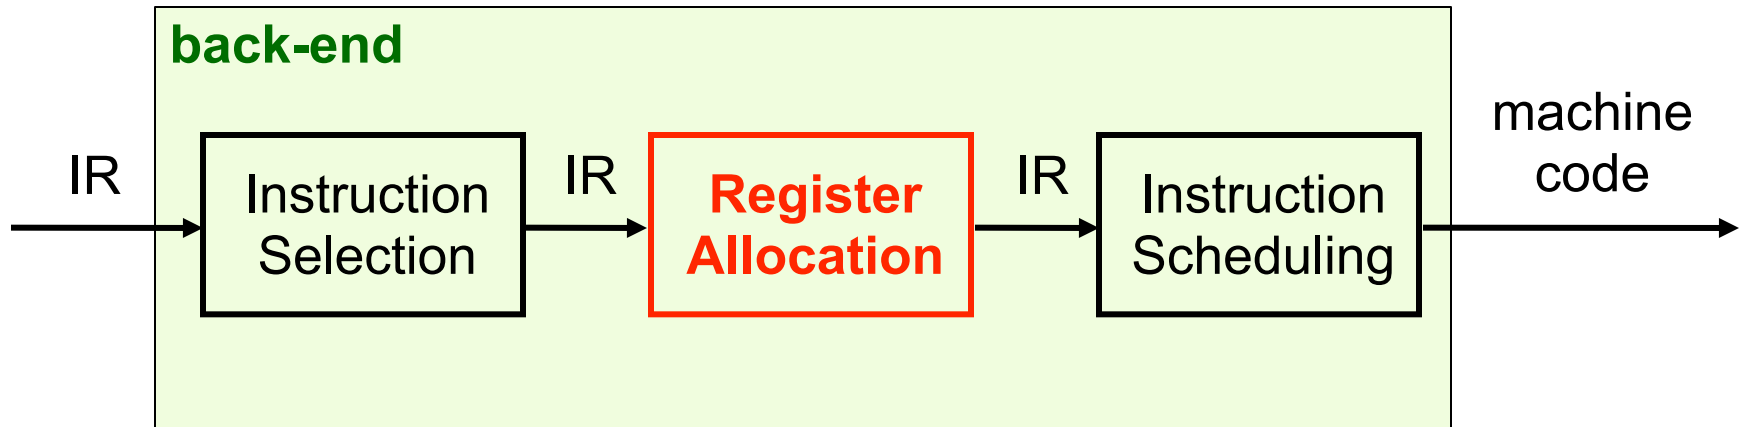 back-end
IR
Instruction
Selection
IR
Register
Allocation
IR
Instruction
Scheduling
machine
code